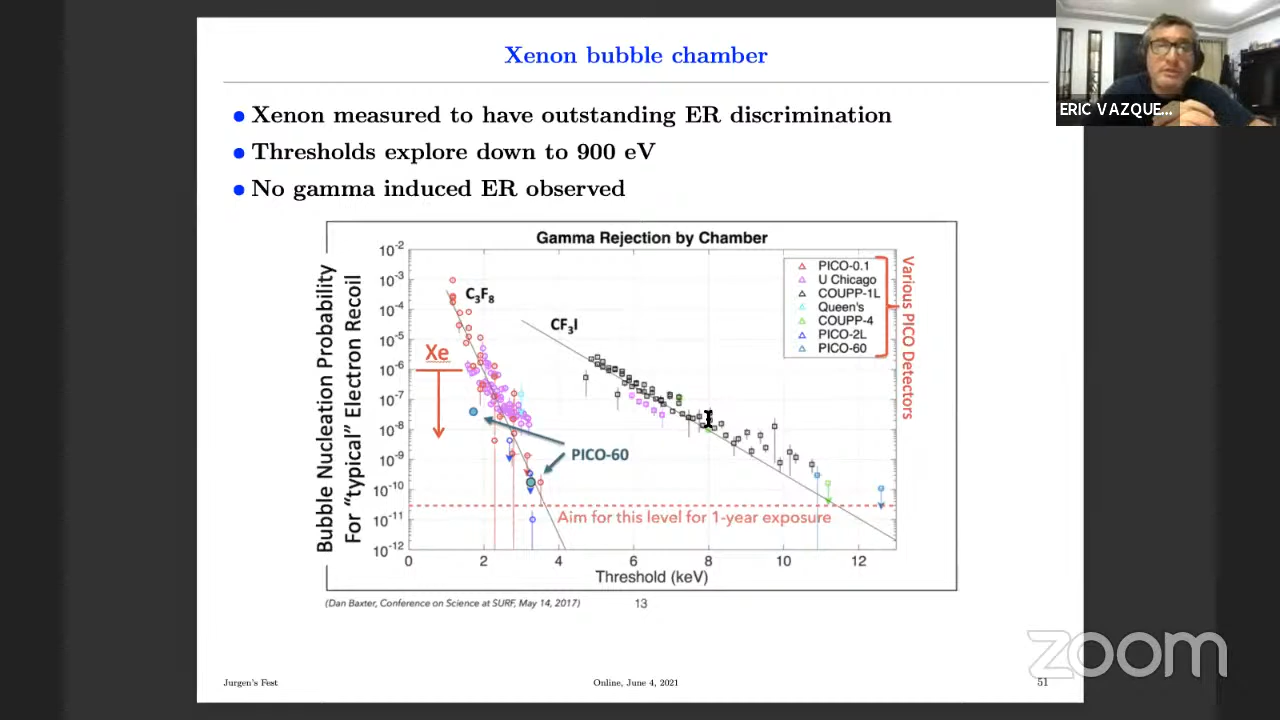 Xenon bubble chamber
ERIC VAZQUE...
● Xenon measured to have outstanding ER discrimination
● Thresholds explore down to 900 eV
● No gamma induced ER observed
Gamma Rejection by Chamber
Bubble Nucleation Probability
For "typical" Electron Recoil
10-2
10-3
10-4
10-5
10-6
10-7
10-8
10-9
10-10
10-11
10-12
C3F8
CF3I
Xe
PICO-60
PICO-0.1
U Chicago
COUPP-1L
Queen's
COUPP-4
PICO-2L
PICO-60
Various PICO Detectors
Aim for this level for 1-year exposure
0 2 4 6 8 10 12
Threshold (keV)
(Dan Baxter, Conference on Science at SURF, May 14, 2017) 13
zoom
Jurgen's Fest Online, June 4, 2021 51